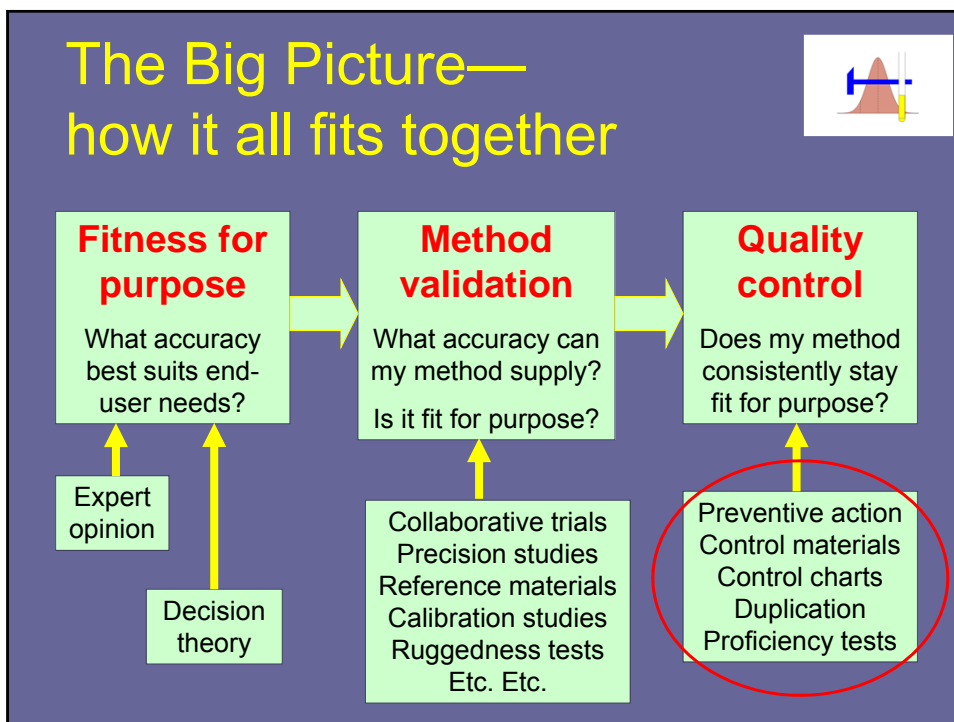 The Big Picture—
how it all fits together
Fitness for
purpose
What accuracy
best suits end-
user needs?
Method
validation
What accuracy can
my method supply?
Is it fit for purpose?
Quality
control
Does my method
consistently stay
fit for purpose?
Expert
opinion
Decision
theory
Collaborative trials
Precision studies
Reference materials
Calibration studies
Ruggedness tests
Etc. Etc.
Preventive action
Control materials
Control charts
Duplication
Proficiency tests